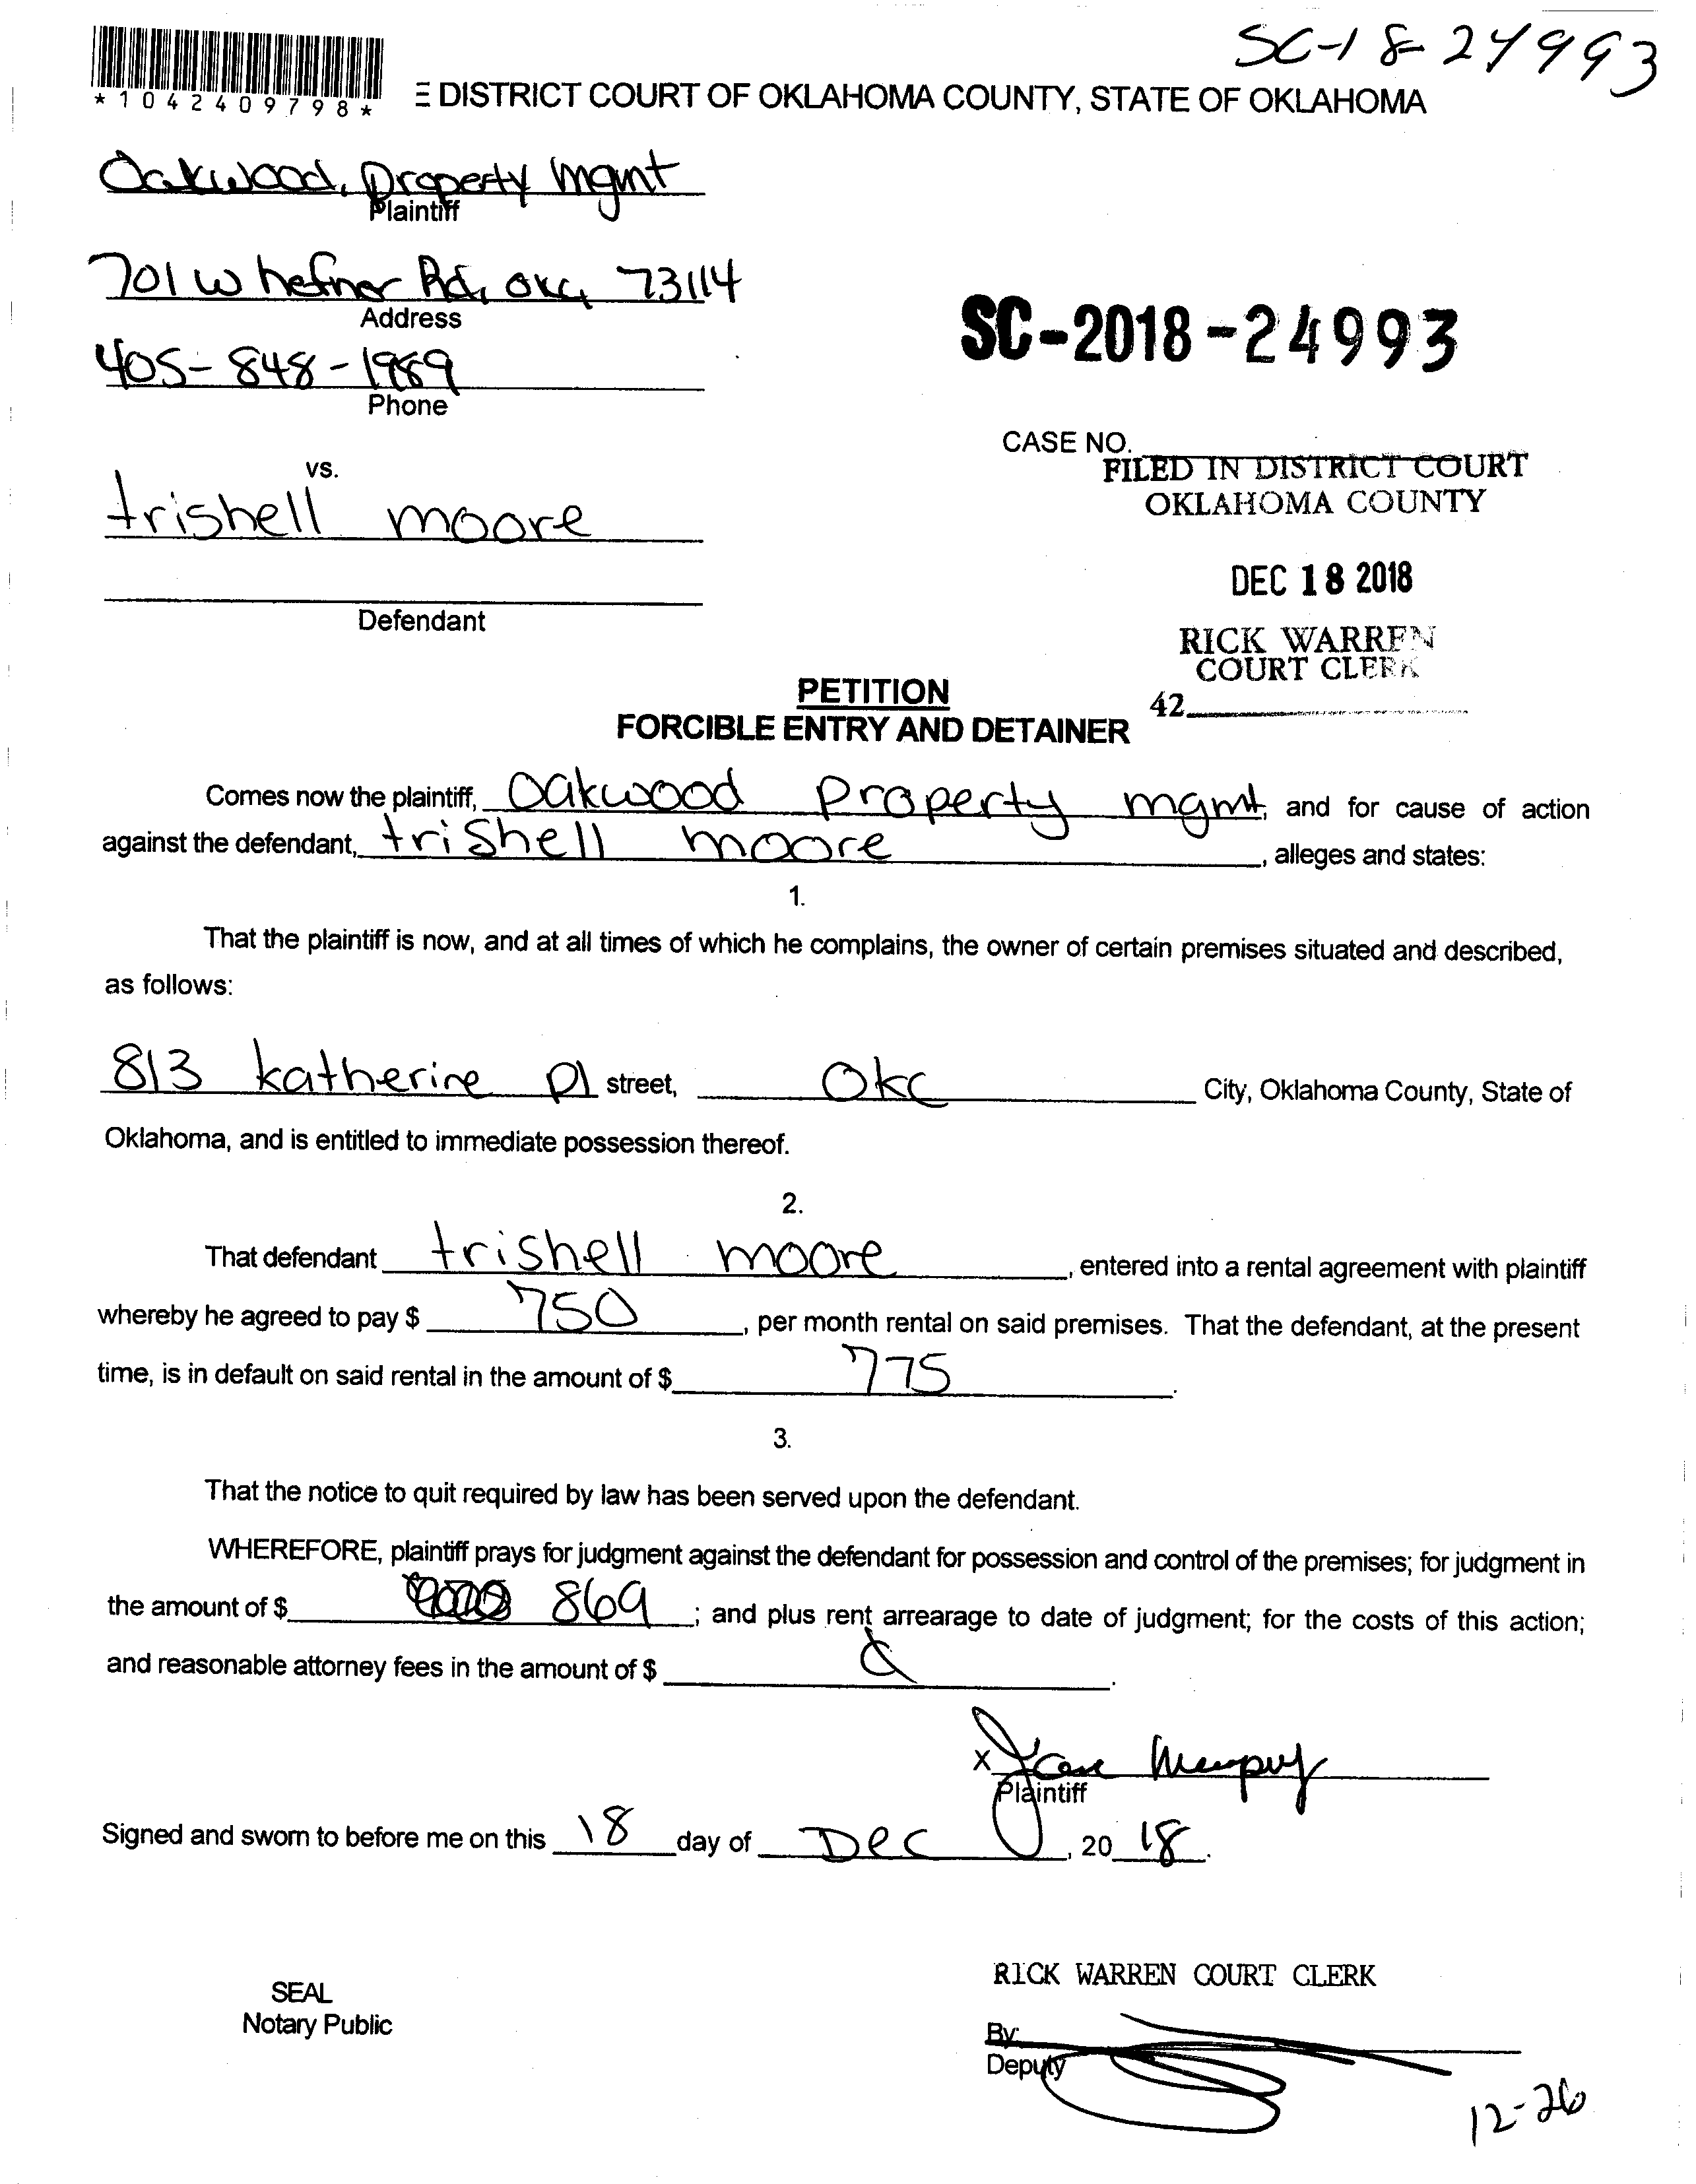 SC-18-24993
*1042409798*
E DISTRICT COURT OF OKLAHOMA COUNTY, STATE OF OKLAHOMA
Oakwood, Property Mgmt
Plaintiff
701 W hefner Rd, OKC, 73114
Address
405-848-1989
Phone
SC-2018-24993
CASE NO.
FILED IN DISTRICT COURT
OKLAHOMA COUNTY
vs.
trishell moore
Defendant
DEC 18 2018
RICK WARREN
COURT CLERK
42
PETITION
FORCIBLE ENTRY AND DETAINER
Comes now the plaintiff, Oakwood Property mgmt, and for cause of action
against the defendant, trishell moore, alleges and states:
1.
That the plaintiff is now, and at all times of which he complains, the owner of certain premises situated and described,
as follows:
813 katherine pl street, Okc City, Oklahoma County, State of
Oklahoma, and is entitled to immediate possession thereof.
2.
That defendant trishell moore, entered into a rental agreement with plaintiff
whereby he agreed to pay $ 750, per month rental on said premises. That the defendant, at the present
time, is in default on said rental in the amount of $ 775.
3.
That the notice to quit required by law has been served upon the defendant.
WHEREFORE, plaintiff prays for judgment against the defendant for possession and control of the premises; for judgment in
the amount of $ 869; and plus rent arrearage to date of judgment; for the costs of this action;
and reasonable attorney fees in the amount of $.
x
Plaintiff
Signed and sworn to before me on this 18 day of Dec, 2018.
SEAL
Notary Public
RICK WARREN COURT CLERK
By:
Deputy
12-26